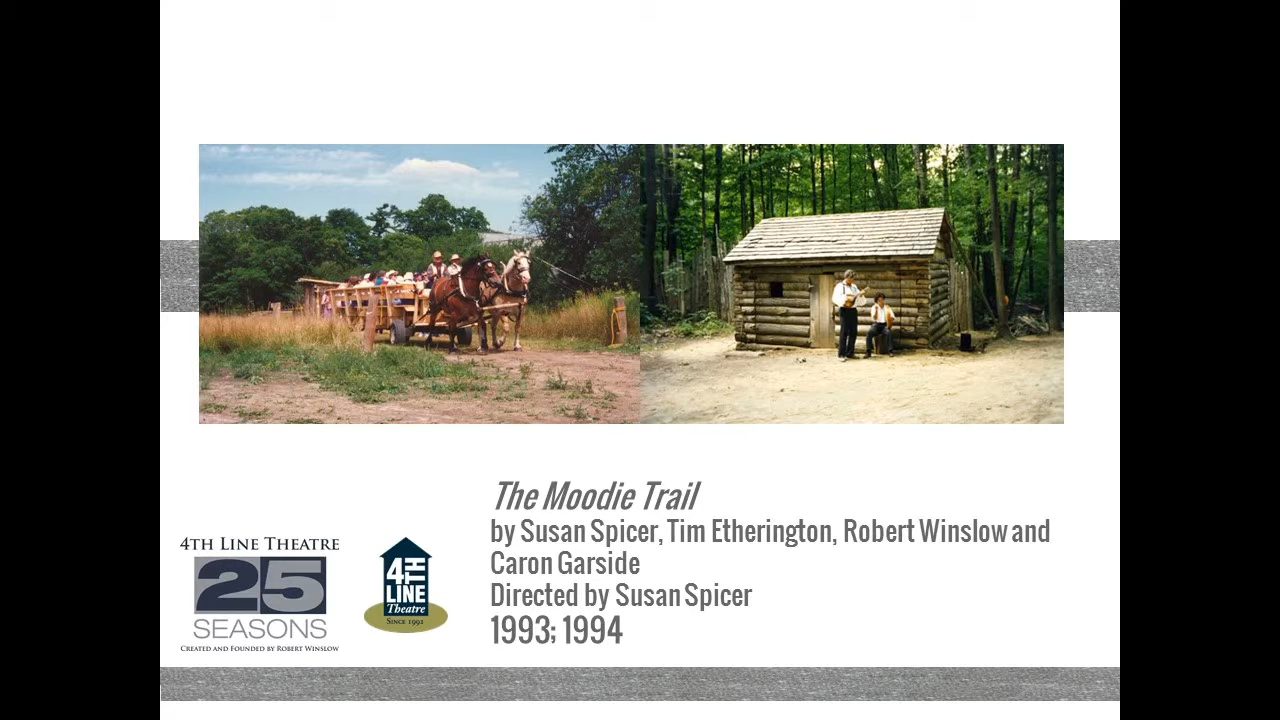 The Moodie Trail
by Susan Spicer, Tim Etherington, Robert Winslow and
Caron Garside
Directed by Susan Spicer
1993; 1994
4TH LINE THEATRE
25
SEASONS
CREATED AND FOUNDED BY ROBERT WINSLOW
4TH
LINE
Theatre
SINCE 1992